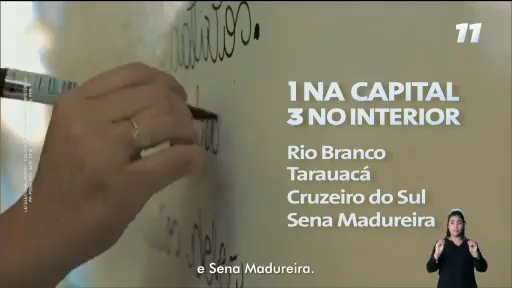 11
1 NA CAPITAL
3 NO INTERIOR
Rio Branco
Tarauacá
Cruzeiro do Sul
Sena Madureira
e Sena Madureira.